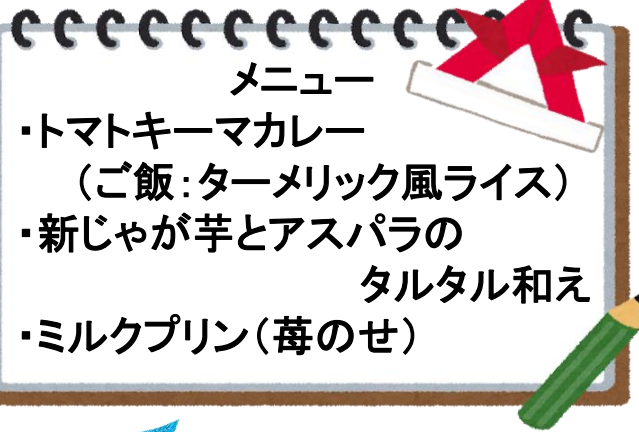 メニュー
・トマトキーマカレー
（ご飯：ターメリック風ライス）
・新じゃが芋とアスパラの
タルタル和え
・ミルクプリン（苺のせ）